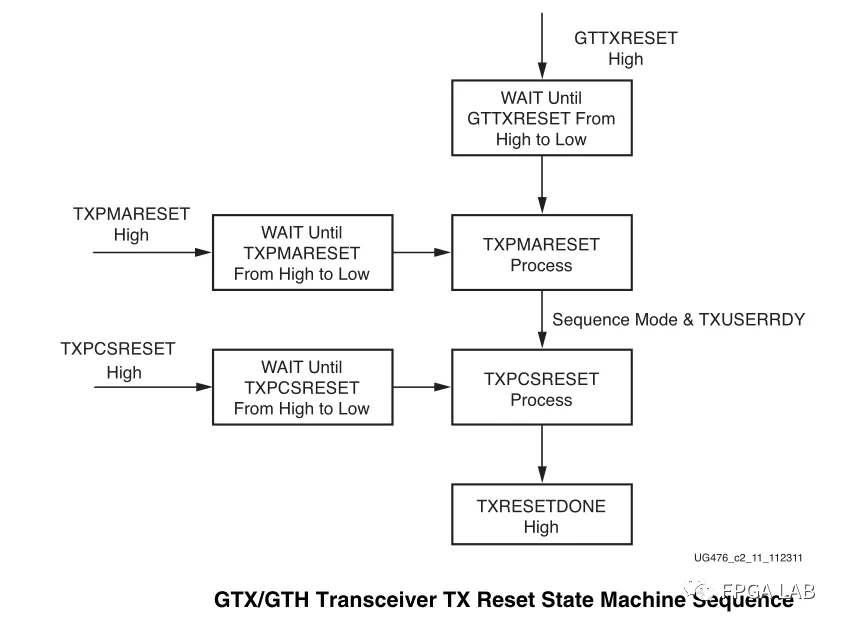 GTTXRESET
High
WAIT Until
GTTXRESET From
High to Low
TXPMARESET
High
WAIT Until
TXPMARESET
From High to Low
TXPMARESET
Process
Sequence Mode & TXUSERRDY
TXPCSRESET
High
WAIT Until
TXPCSRESET
From High to Low
TXPCSRESET
Process
TXRESETDONE
High
UG476_c2_11_112311
GTX/GTH Transceiver TX Reset State Machine Sequence
FPGA LAB